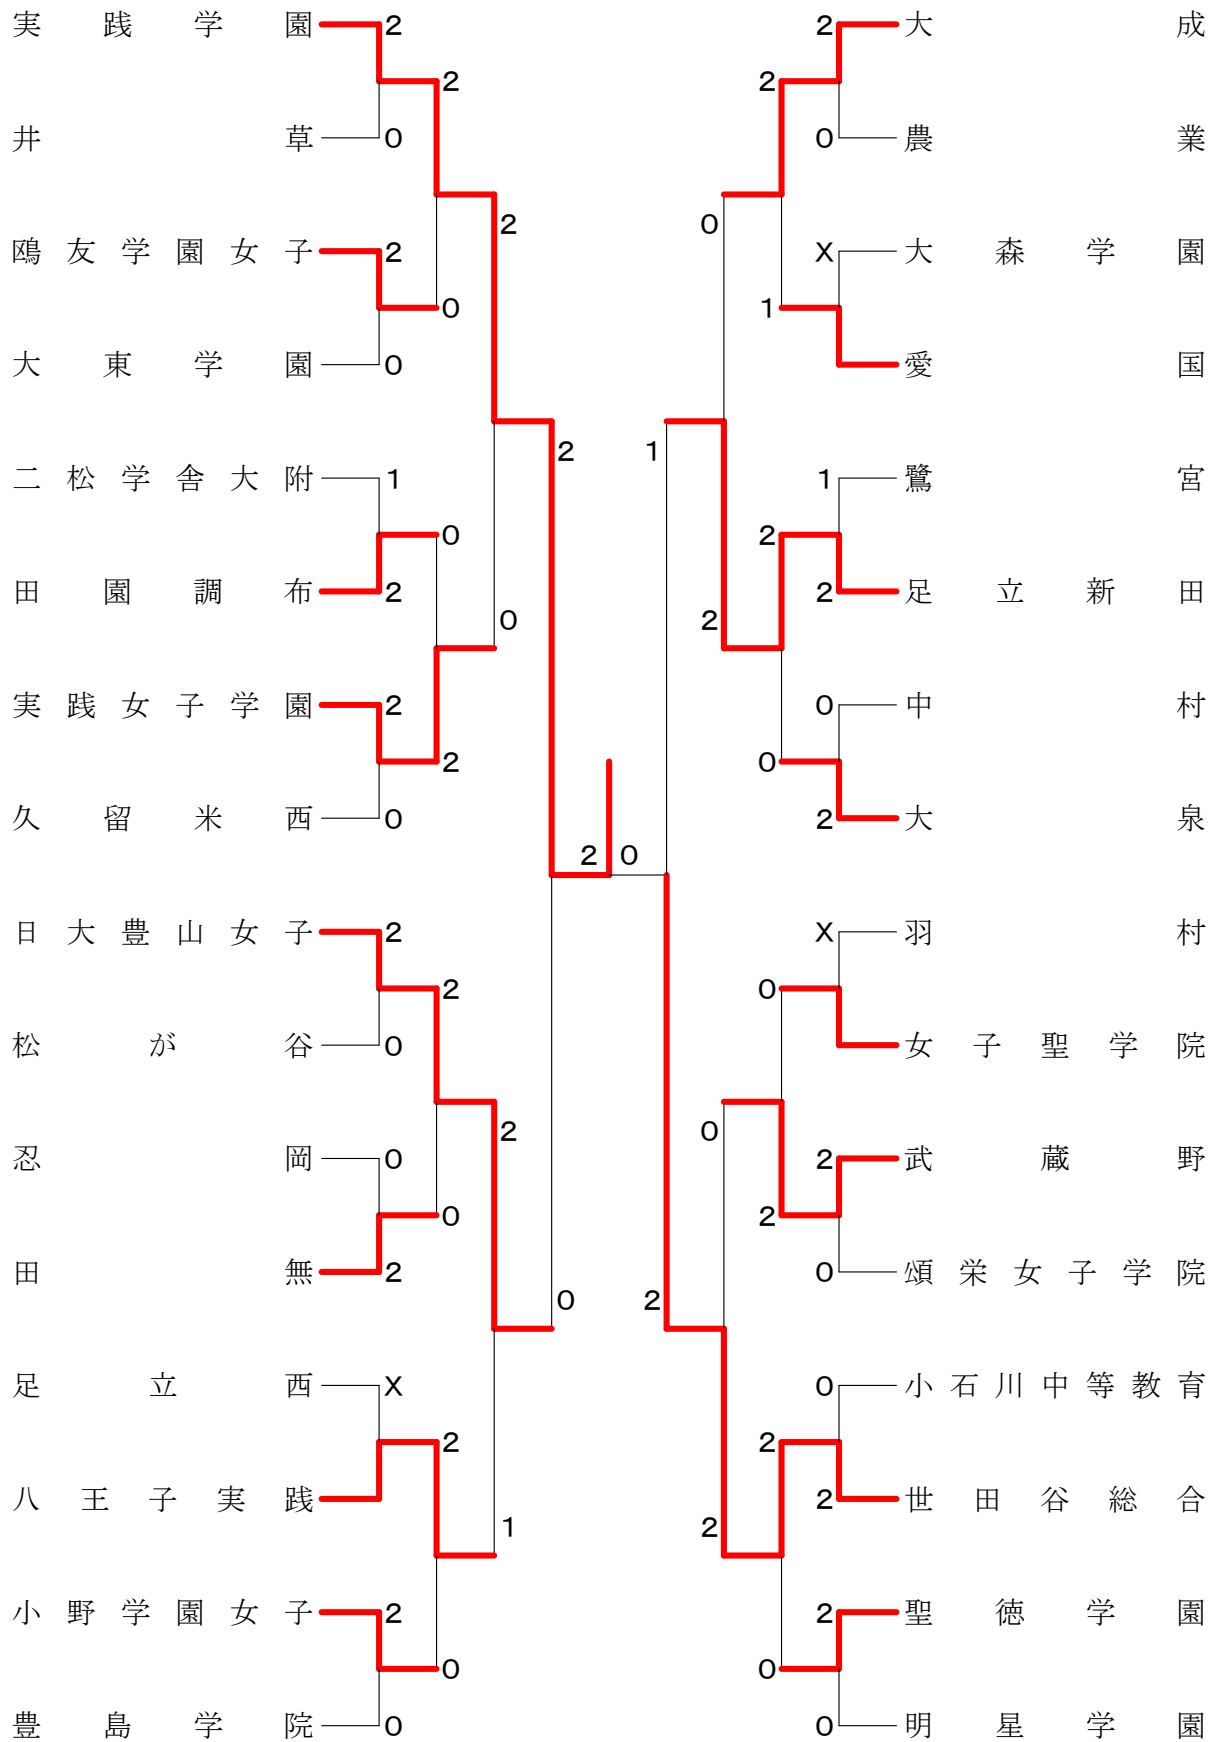 実践学園 2 2 大成
2 2
井草 0 0 農業
2 0
鴎友学園女子 2 X 大森学園
0 1
大東学園 0 愛国
2 1
二松学舎大附 1 1 鷺宮
0 2
田園調布 2 2 足立新田
0 2
実践女子学園 2 0 中村
2 0
久留米西 0 2 大泉
2 0
日大豊山女子 2 X 羽村
2 0
松が谷 0 女子聖学院
2 0
忍岡 0 2 武蔵野
0 2
田無 2 0 頌栄女子学院
0 2
足立西 X 0 小石川中等教育
2 2
八王子実践 2 世田谷総合
1 2
小野学園女子 2 2 聖徳学園
0 0
豊島学院 0 0 明星学園